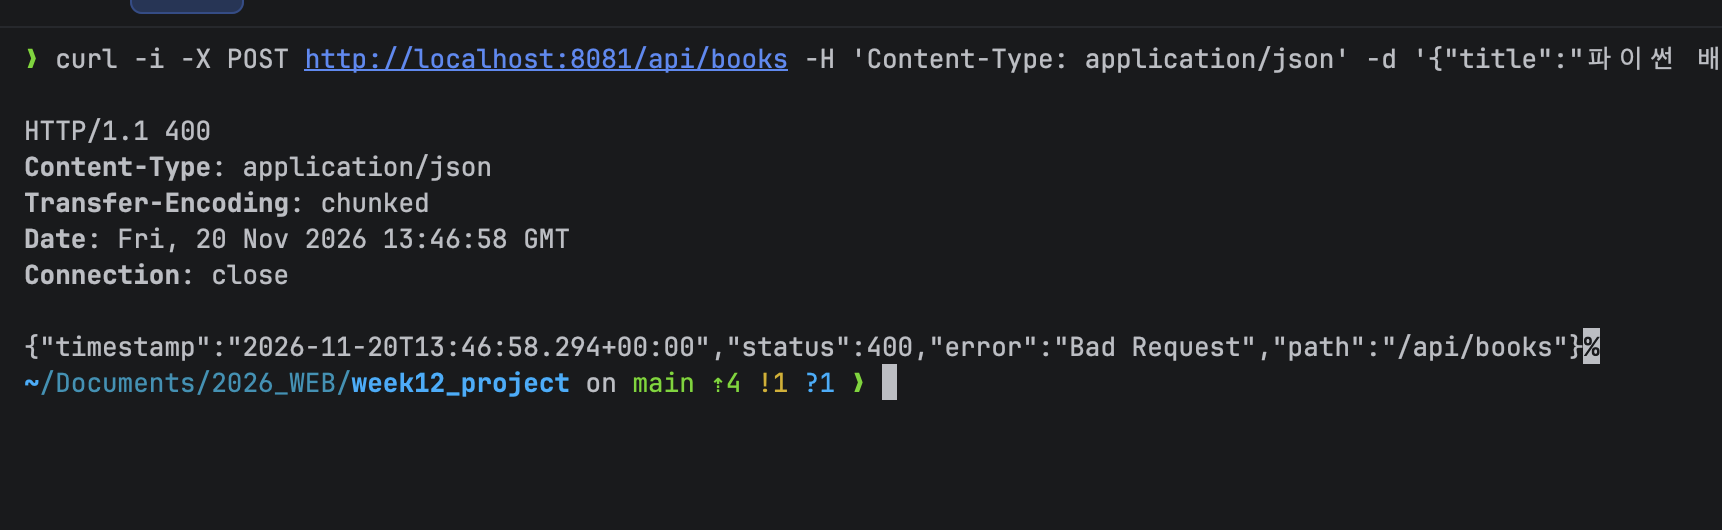 ❯ curl -i -X POST http://localhost:8081/api/books -H 'Content-Type: application/json' -d '{"title":"파이썬 배
HTTP/1.1 400
Content-Type: application/json
Transfer-Encoding: chunked
Date: Fri, 20 Nov 2026 13:46:58 GMT
Connection: close
{"timestamp":"2026-11-20T13:46:58.294+00:00","status":400,"error":"Bad Request","path":"/api/books"}%
~/Documents/2026_WEB/week12_project on main ⇡4 !1 ?1 ❯